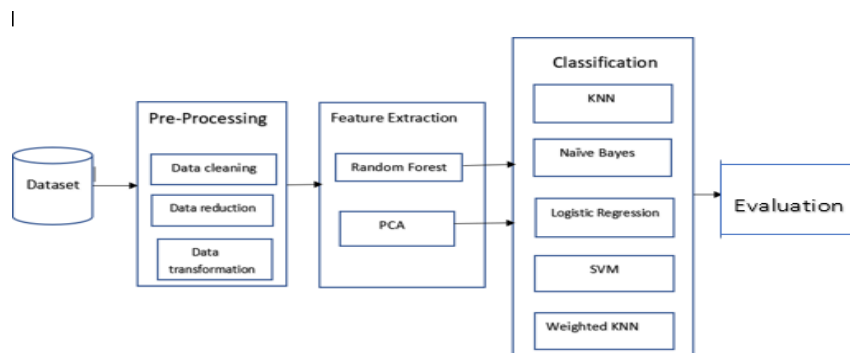 Dataset
Pre-Processing
Data cleaning
Data reduction
Data
transformation
Feature Extraction
Random Forest
PCA
Classification
KNN
Naïve Bayes
Logistic Regression
SVM
Weighted KNN
Evaluation